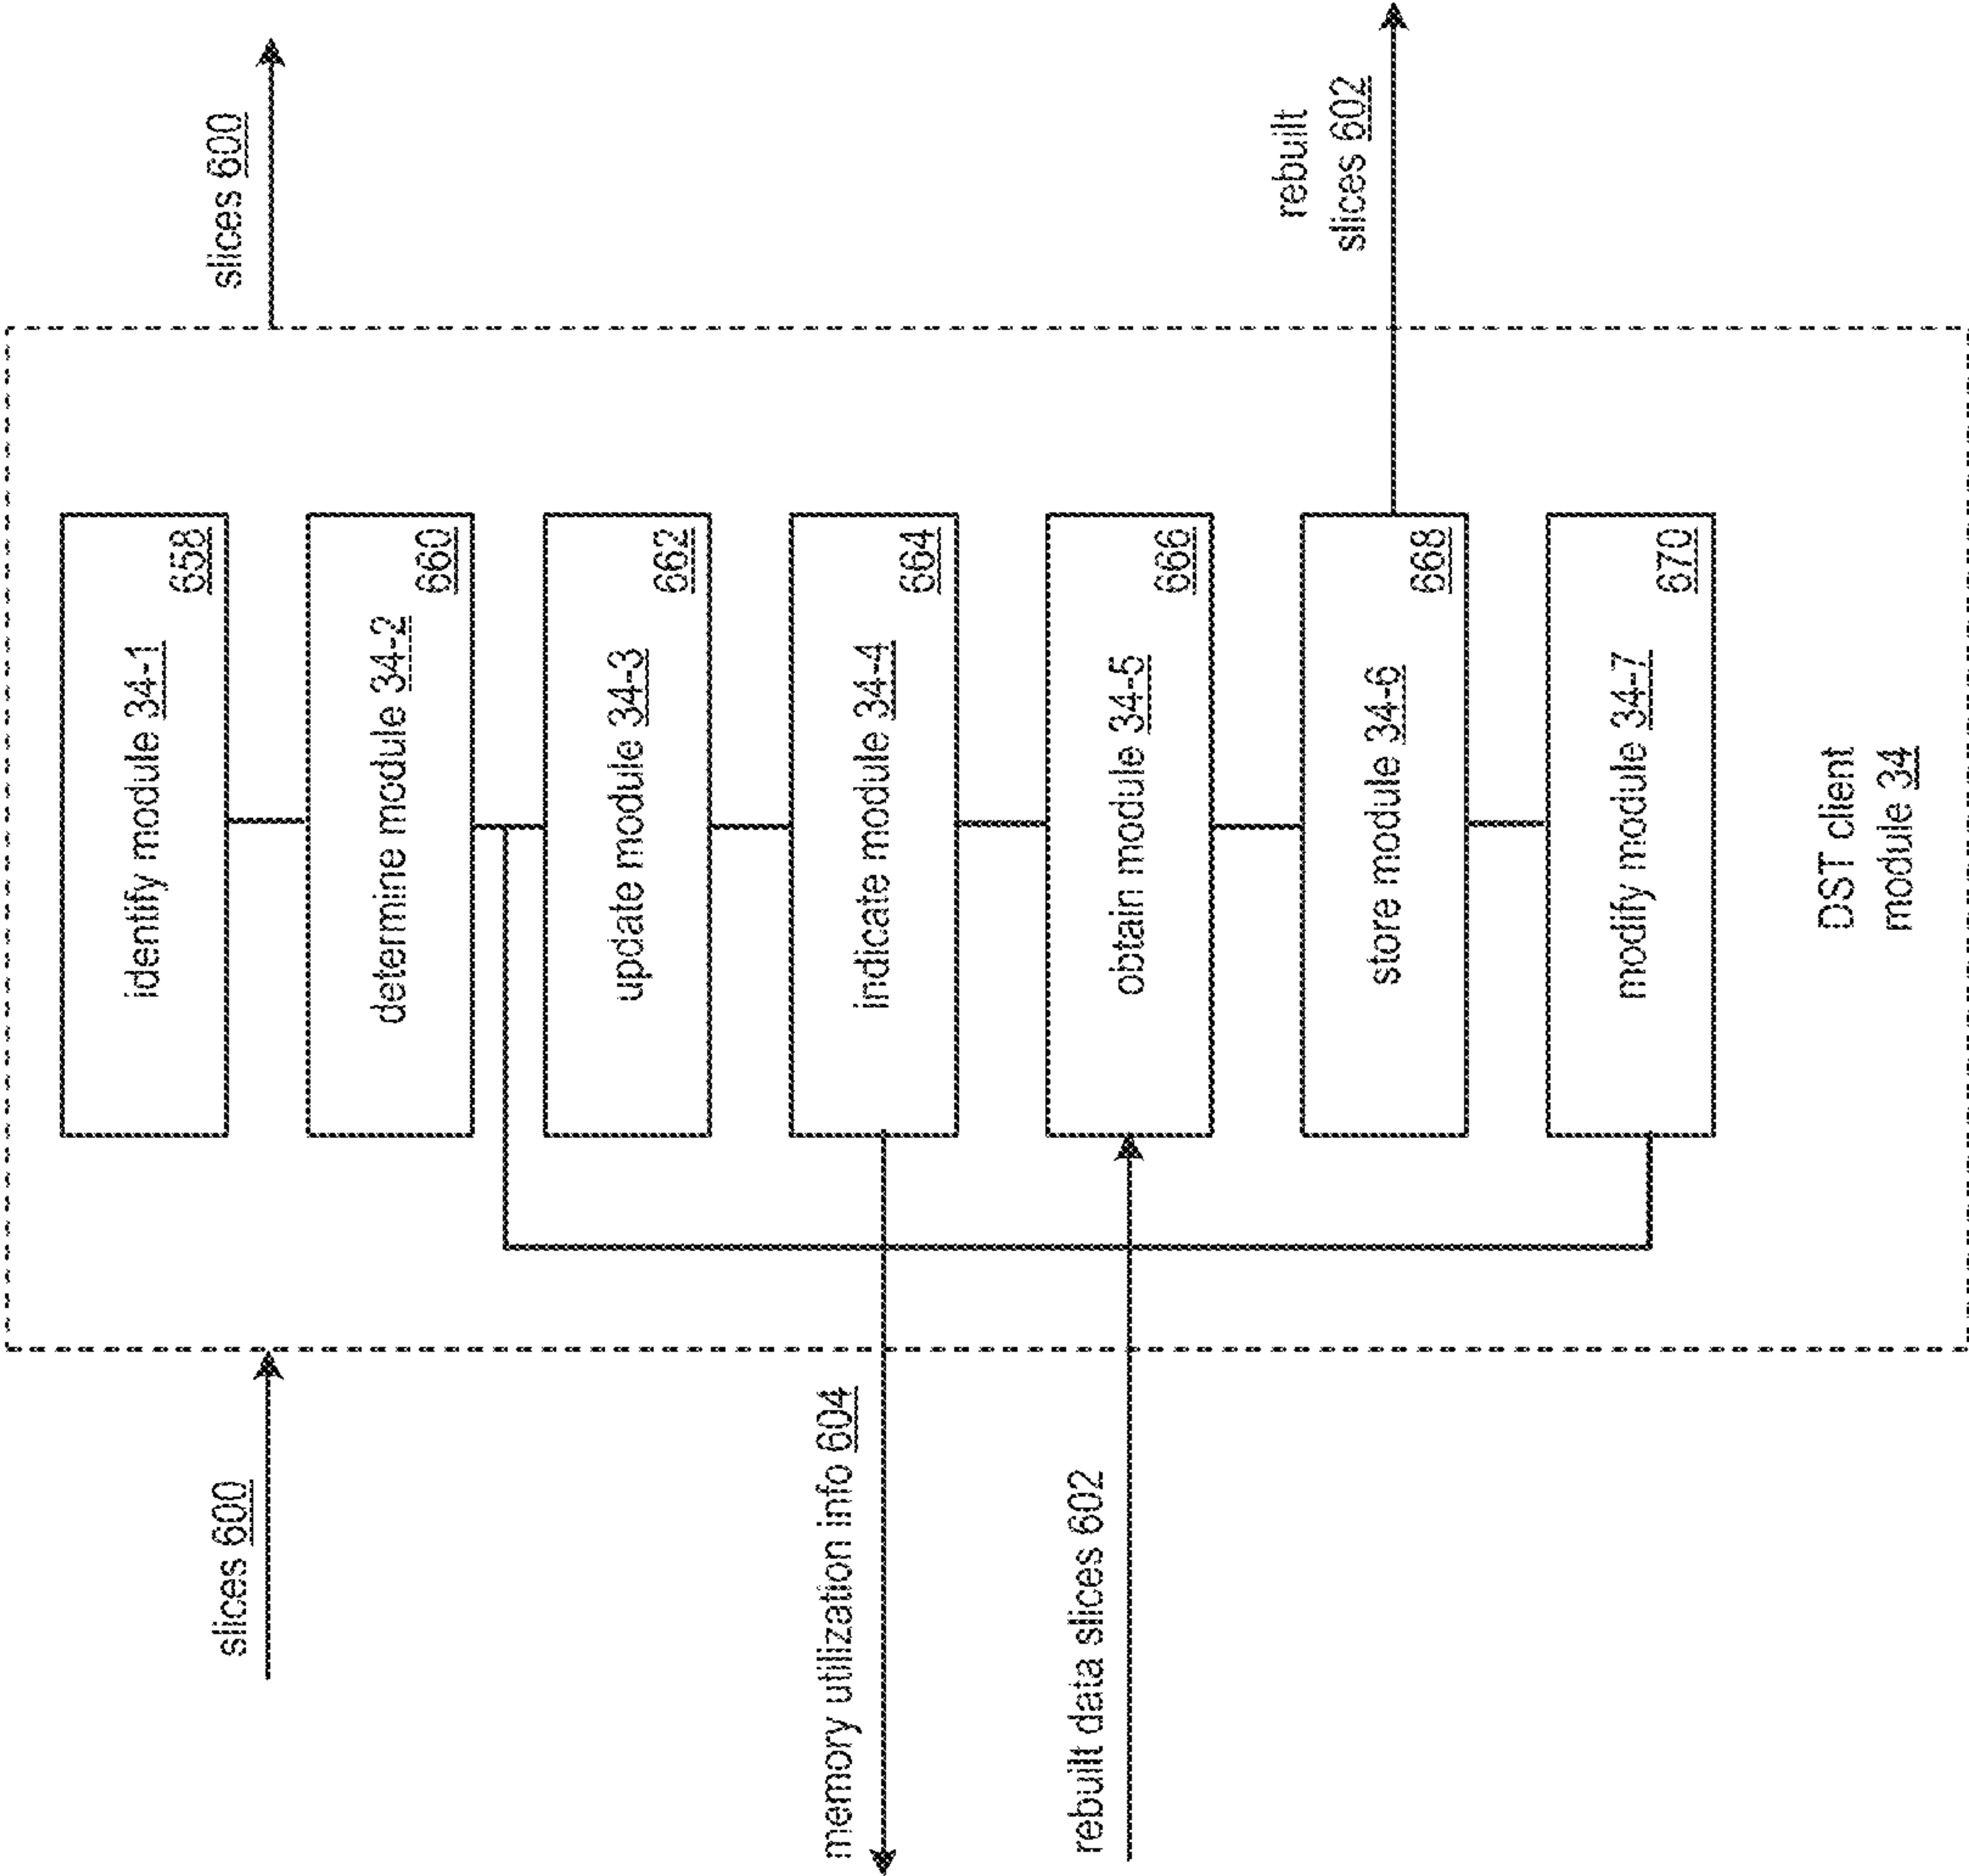 slices 600
slices 600
identify module 34-1
658
determine module 34-2
660
update module 34-3
662
memory utilization info 604
indicate module 34-4
664
rebuilt data slices 602
obtain module 34-5
666
store module 34-6
668
rebuilt
slices 602
modify module 34-7
670
DST client
module 34